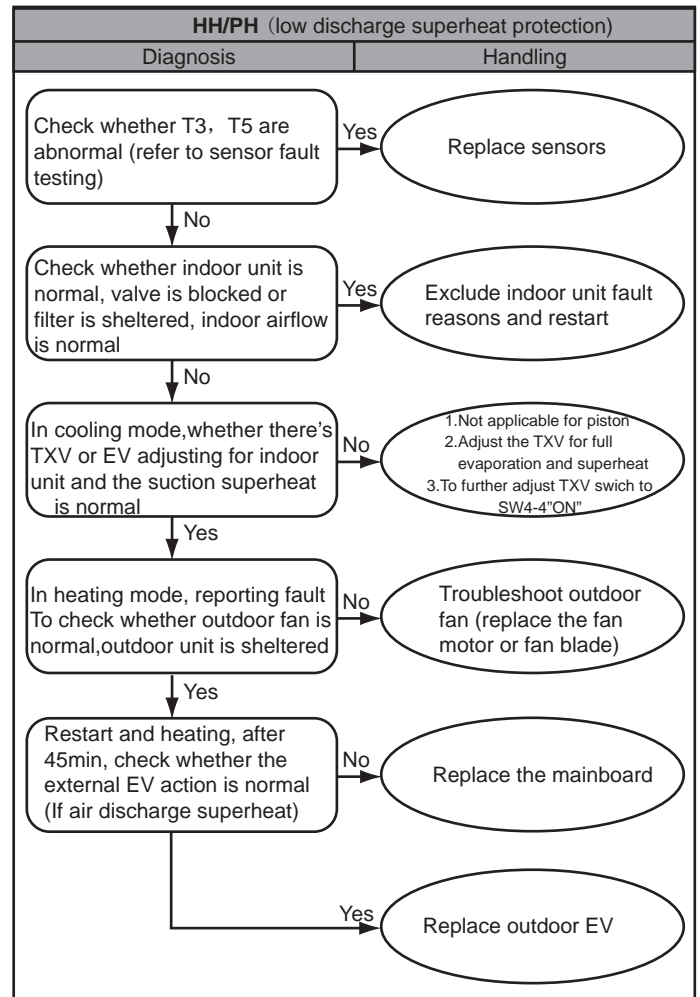 HH/PH（low discharge superheat protection)
Diagnosis
Handling
Check whether T3，T5 are
abnormal (refer to sensor fault
testing)
Yes
Replace sensors
No
Check whether indoor unit is
normal, valve is blocked or
filter is sheltered, indoor airflow
is normal
Yes
Exclude indoor unit fault
reasons and restart
No
In cooling mode,whether there's
TXV or EV adjusting for indoor
unit and the suction superheat
is normal
No
1.Not applicable for piston
2.Adjust the TXV for full
evaporation and superheat
3.To further adjust TXV swich to
SW4-4"ON"
Yes
In heating mode, reporting fault
To check whether outdoor fan is
normal,outdoor unit is sheltered
No
Troubleshoot outdoor
fan (replace the fan
motor or fan blade)
Yes
Restart and heating, after
45min, check whether the
external EV action is normal
(If air discharge superheat)
No
Replace the mainboard
Yes
Replace outdoor EV